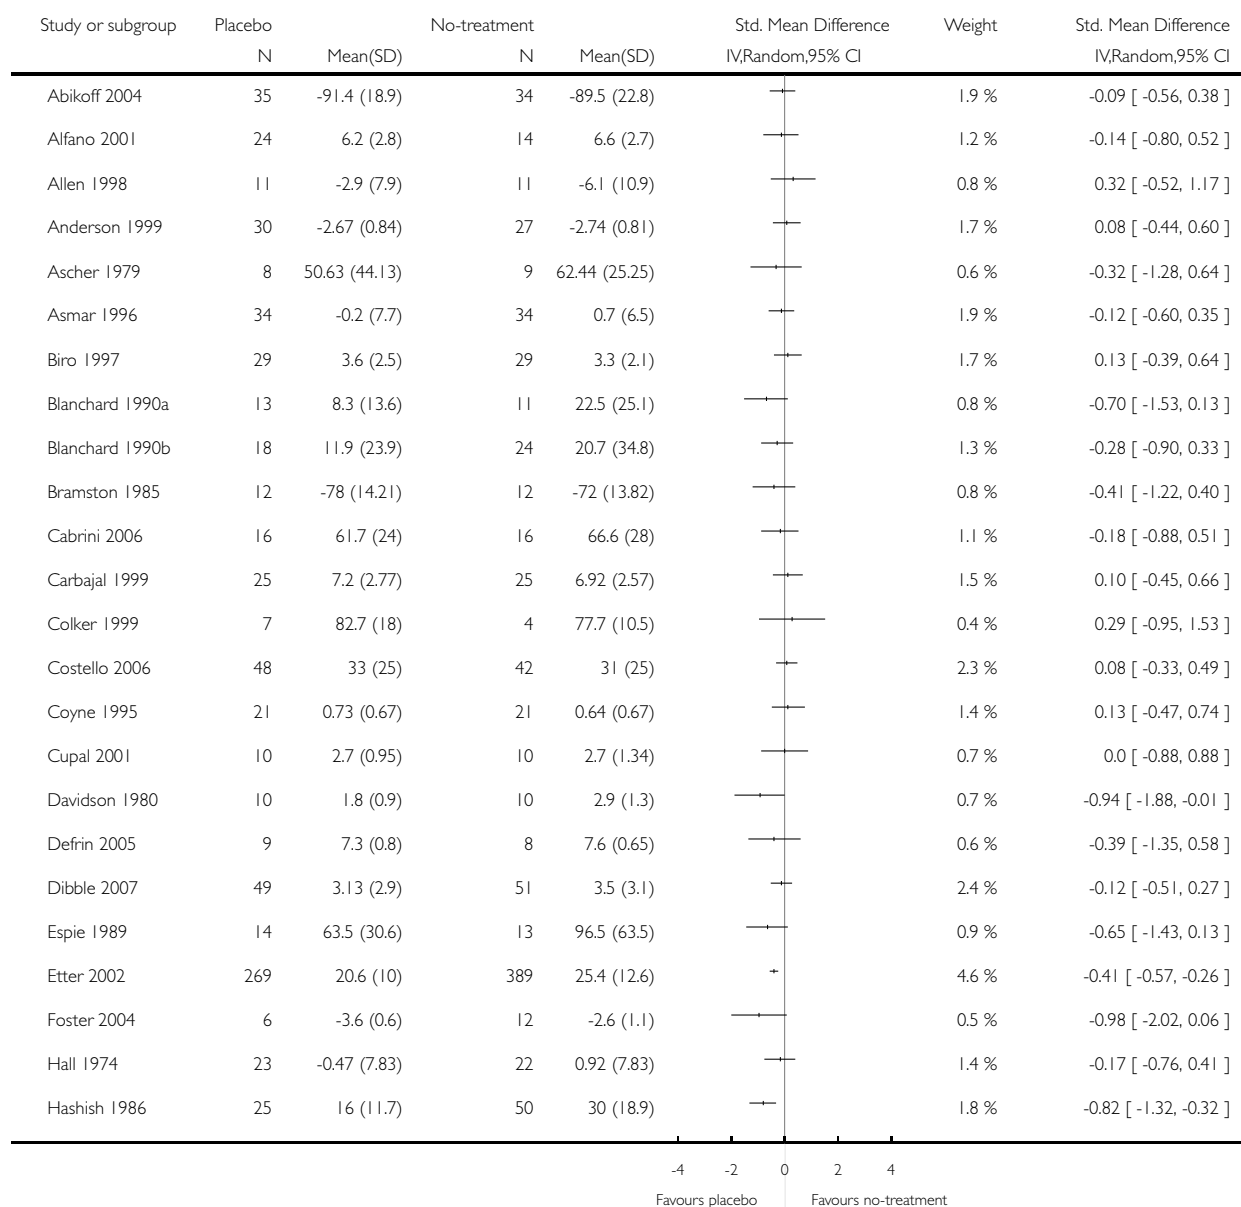 Study or subgroup Placebo No-treatment Std. Mean Difference Weight Std. Mean Difference
N Mean(SD) N Mean(SD) IV,Random,95% CI IV,Random,95% CI
Abikoff 2004 35 -91.4 (18.9) 34 -89.5 (22.8) 1.9 % -0.09 [ -0.56, 0.38 ]
Alfano 2001 24 6.2 (2.8) 14 6.6 (2.7) 1.2 % -0.14 [ -0.80, 0.52 ]
Allen 1998 11 -2.9 (7.9) 11 -6.1 (10.9) 0.8 % 0.32 [ -0.52, 1.17 ]
Anderson 1999 30 -2.67 (0.84) 27 -2.74 (0.81) 1.7 % 0.08 [ -0.44, 0.60 ]
Ascher 1979 8 50.63 (44.13) 9 62.44 (25.25) 0.6 % -0.32 [ -1.28, 0.64 ]
Asmar 1996 34 -0.2 (7.7) 34 0.7 (6.5) 1.9 % -0.12 [ -0.60, 0.35 ]
Biro 1997 29 3.6 (2.5) 29 3.3 (2.1) 1.7 % 0.13 [ -0.39, 0.64 ]
Blanchard 1990a 13 8.3 (13.6) 11 22.5 (25.1) 0.8 % -0.70 [ -1.53, 0.13 ]
Blanchard 1990b 18 11.9 (23.9) 24 20.7 (34.8) 1.3 % -0.28 [ -0.90, 0.33 ]
Bramston 1985 12 -78 (14.21) 12 -72 (13.82) 0.8 % -0.41 [ -1.22, 0.40 ]
Cabrini 2006 16 61.7 (24) 16 66.6 (28) 1.1 % -0.18 [ -0.88, 0.51 ]
Carbajal 1999 25 7.2 (2.77) 25 6.92 (2.57) 1.5 % 0.10 [ -0.45, 0.66 ]
Colker 1999 7 82.7 (18) 4 77.7 (10.5) 0.4 % 0.29 [ -0.95, 1.53 ]
Costello 2006 48 33 (25) 42 31 (25) 2.3 % 0.08 [ -0.33, 0.49 ]
Coyne 1995 21 0.73 (0.67) 21 0.64 (0.67) 1.4 % 0.13 [ -0.47, 0.74 ]
Cupal 2001 10 2.7 (0.95) 10 2.7 (1.34) 0.7 % 0.0 [ -0.88, 0.88 ]
Davidson 1980 10 1.8 (0.9) 10 2.9 (1.3) 0.7 % -0.94 [ -1.88, -0.01 ]
Defrin 2005 9 7.3 (0.8) 8 7.6 (0.65) 0.6 % -0.39 [ -1.35, 0.58 ]
Dibble 2007 49 3.13 (2.9) 51 3.5 (3.1) 2.4 % -0.12 [ -0.51, 0.27 ]
Espie 1989 14 63.5 (30.6) 13 96.5 (63.5) 0.9 % -0.65 [ -1.43, 0.13 ]
Etter 2002 269 20.6 (10) 389 25.4 (12.6) 4.6 % -0.41 [ -0.57, -0.26 ]
Foster 2004 6 -3.6 (0.6) 12 -2.6 (1.1) 0.5 % -0.98 [ -2.02, 0.06 ]
Hall 1974 23 -0.47 (7.83) 22 0.92 (7.83) 1.4 % -0.17 [ -0.76, 0.41 ]
Hashish 1986 25 16 (11.7) 50 30 (18.9) 1.8 % -0.82 [ -1.32, -0.32 ]
-4 -2 0 2 4
Favours placebo Favours no-treatment